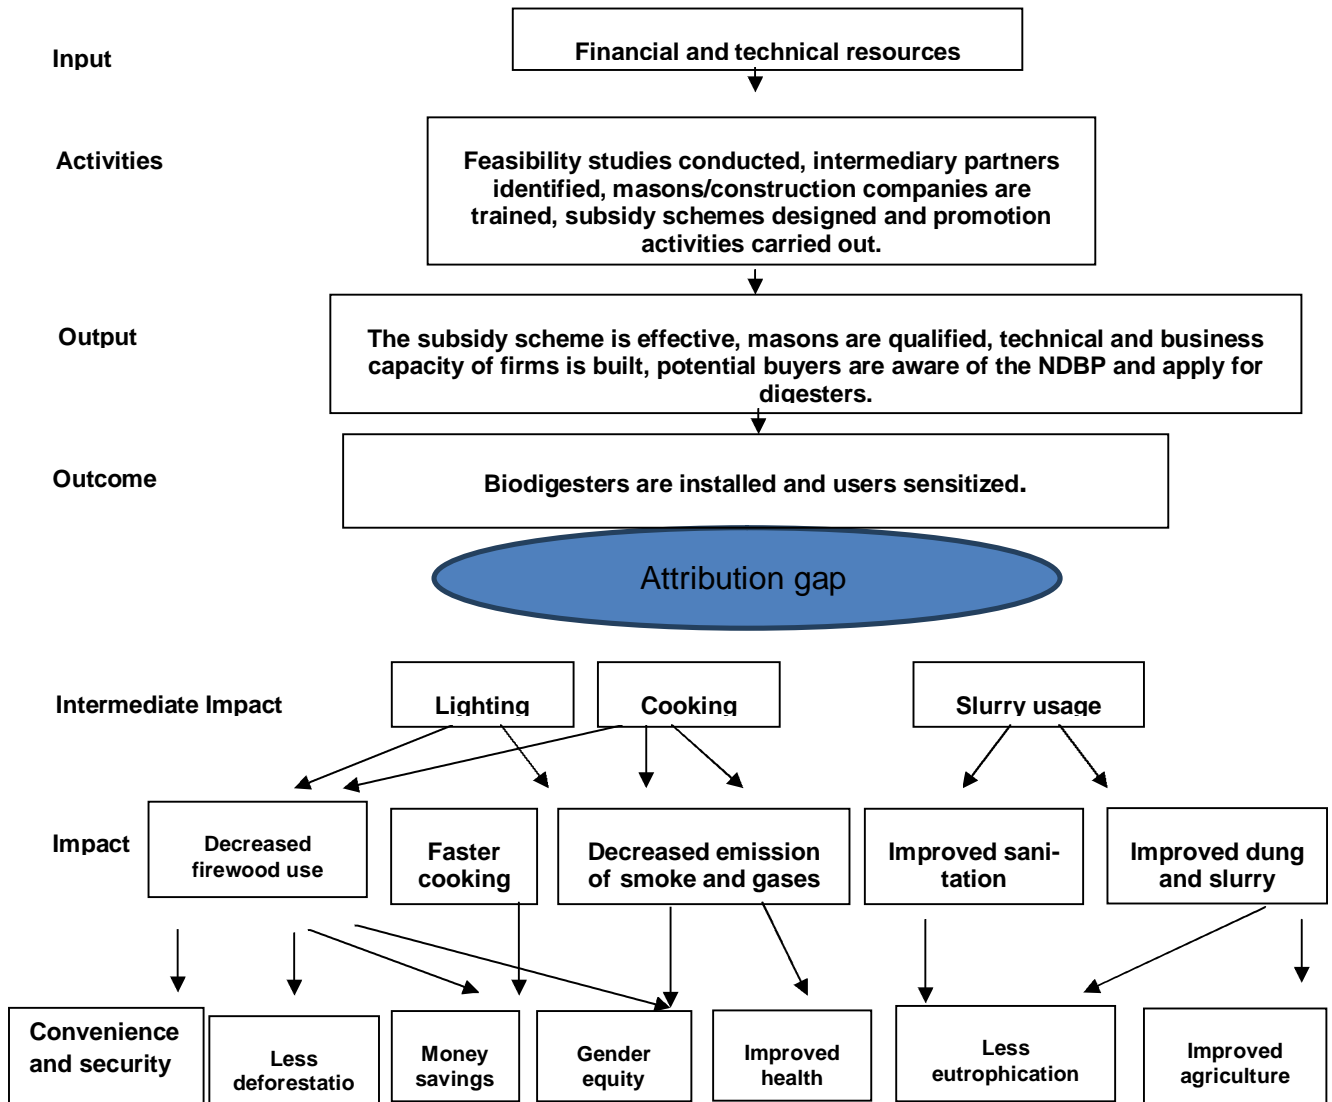 Input
Financial and technical resources
Activities
Feasibility studies conducted, intermediary partners
identified, masons/construction companies are
trained, subsidy schemes designed and promotion
activities carried out.
Output
The subsidy scheme is effective, masons are qualified, technical and business
capacity of firms is built, potential buyers are aware of the NDBP and apply for
digesters.
Outcome
Biodigesters are installed and users sensitized.
Attribution gap
Intermediate Impact
Lighting
Cooking
Slurry usage
Impact
Decreased
firewood use
Faster
cooking
Decreased emission
of smoke and gases
Improved sani-
tation
Improved dung
and slurry
Convenience
and security
Less
deforestatio
Money
savings
Gender
equity
Improved
health
Less
eutrophication
Improved
agriculture